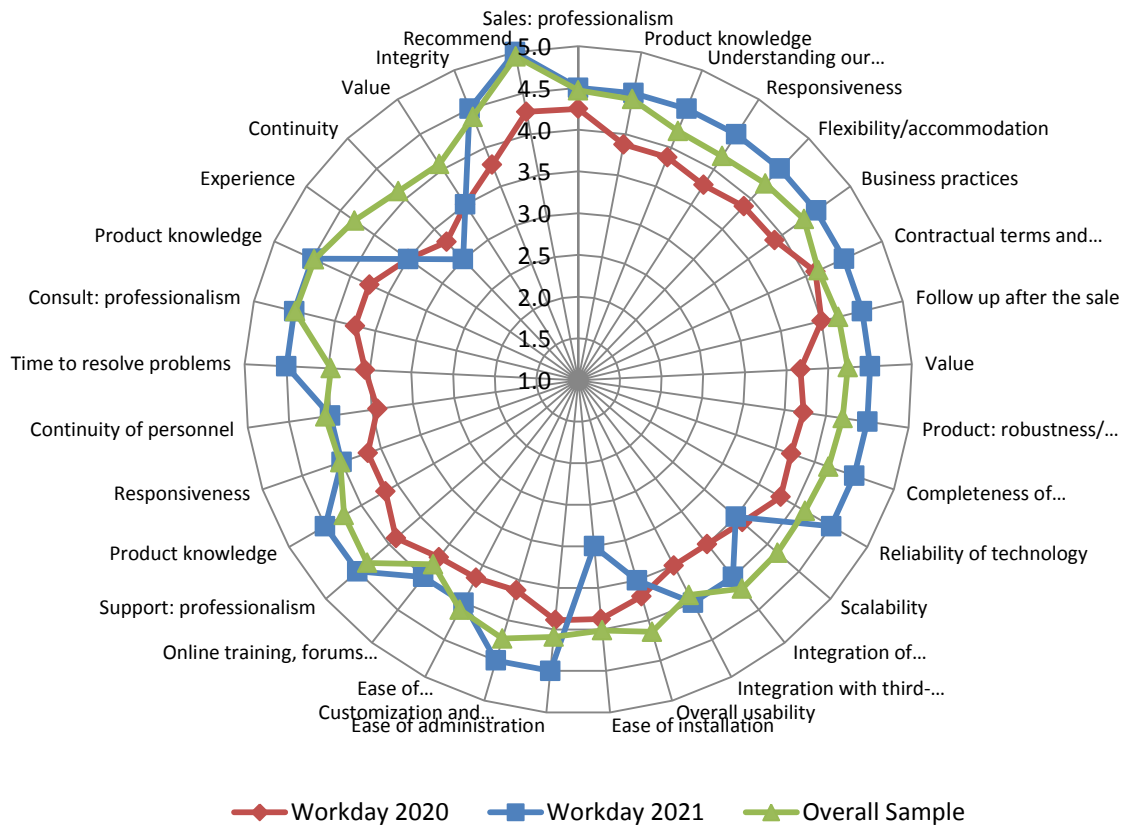 Sales: professionalism
Product knowledge
Understanding our...
Responsiveness
Flexibility/accommodation
Business practices
Contractual terms and...
Follow up after the sale
Value
Product: robustness/...
Completeness of...
Reliability of technology
Scalability
Integration of...
Integration with third-...
Overall usability
Ease of installation
Ease of administration
Customization and...
Ease of...
Online training, forums...
Support: professionalism
Product knowledge
Responsiveness
Continuity of personnel
Time to resolve problems
Consult: professionalism
Product knowledge
Experience
Continuity
Value
Integrity
Recommend
5.0
4.5
4.0
3.5
3.0
2.5
2.0
1.5
1.0
Workday 2020
Workday 2021
Overall Sample